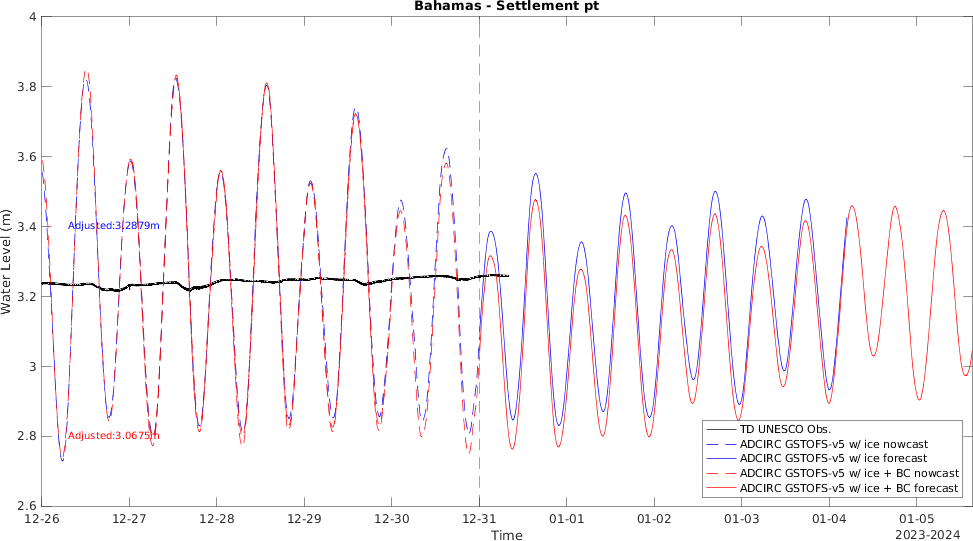 Bahamas - Settlement pt
Water Level (m)
4
3.8
3.6
3.4
3.2
3
2.8
2.6
Adjusted:3.2879m
Adjusted:3.0675m
TD UNESCO Obs.
ADCIRC GSTOFS-v5 w/ ice nowcast
ADCIRC GSTOFS-v5 w/ ice forecast
ADCIRC GSTOFS-v5 w/ ice + BC nowcast
ADCIRC GSTOFS-v5 w/ ice + BC forecast
12-26 12-27 12-28 12-29 12-30 12-31 01-01 01-02 01-03 01-04 01-05
Time
2023-2024